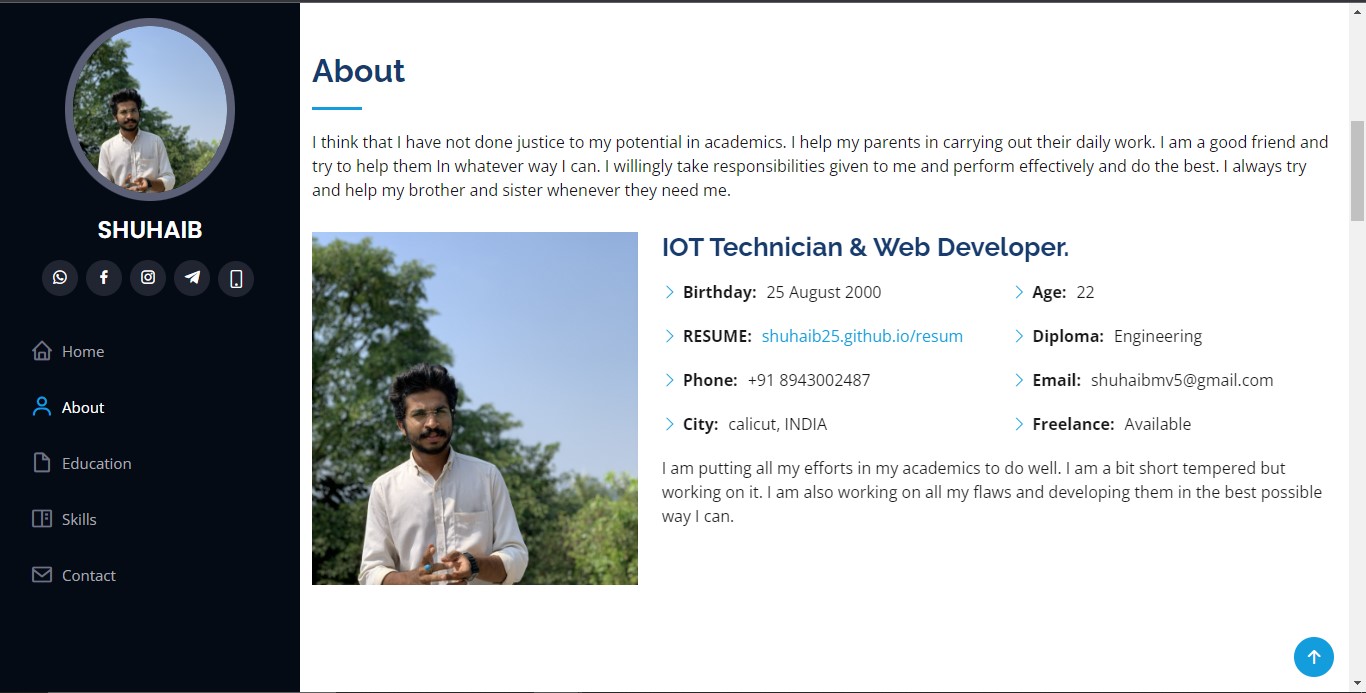 SHUHAIB
Home
About
Education
Skills
Contact
About
I think that I have not done justice to my potential in academics. I help my parents in carrying out their daily work. I am a good friend and
try to help them In whatever way I can. I willingly take responsibilities given to me and perform effectively and do the best. I always try
and help my brother and sister whenever they need me.
IOT Technician & Web Developer.
Birthday: 25 August 2000
Age: 22
RESUME: shuhaib25.github.io/resum
Diploma: Engineering
Phone: +91 8943002487
Email: shuhaibmv5@gmail.com
City: calicut, INDIA
Freelance: Available
I am putting all my efforts in my academics to do well. I am a bit short tempered but
working on it. I am also working on all my flaws and developing them in the best possible
way I can.